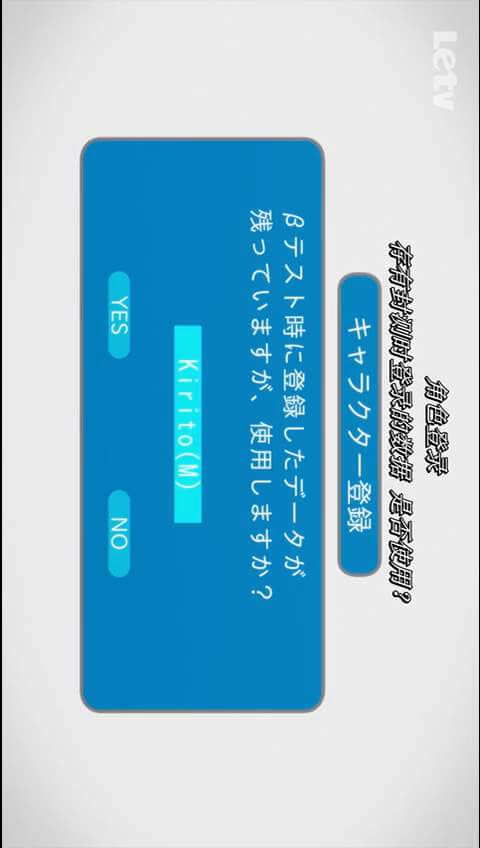 Letv
角色登录
存有封测时登录的数据 是否使用？
キャラクター登録
βテスト時に登録したデータが
残っていますが、使用しますか？
Kirito(M)
YES
NO